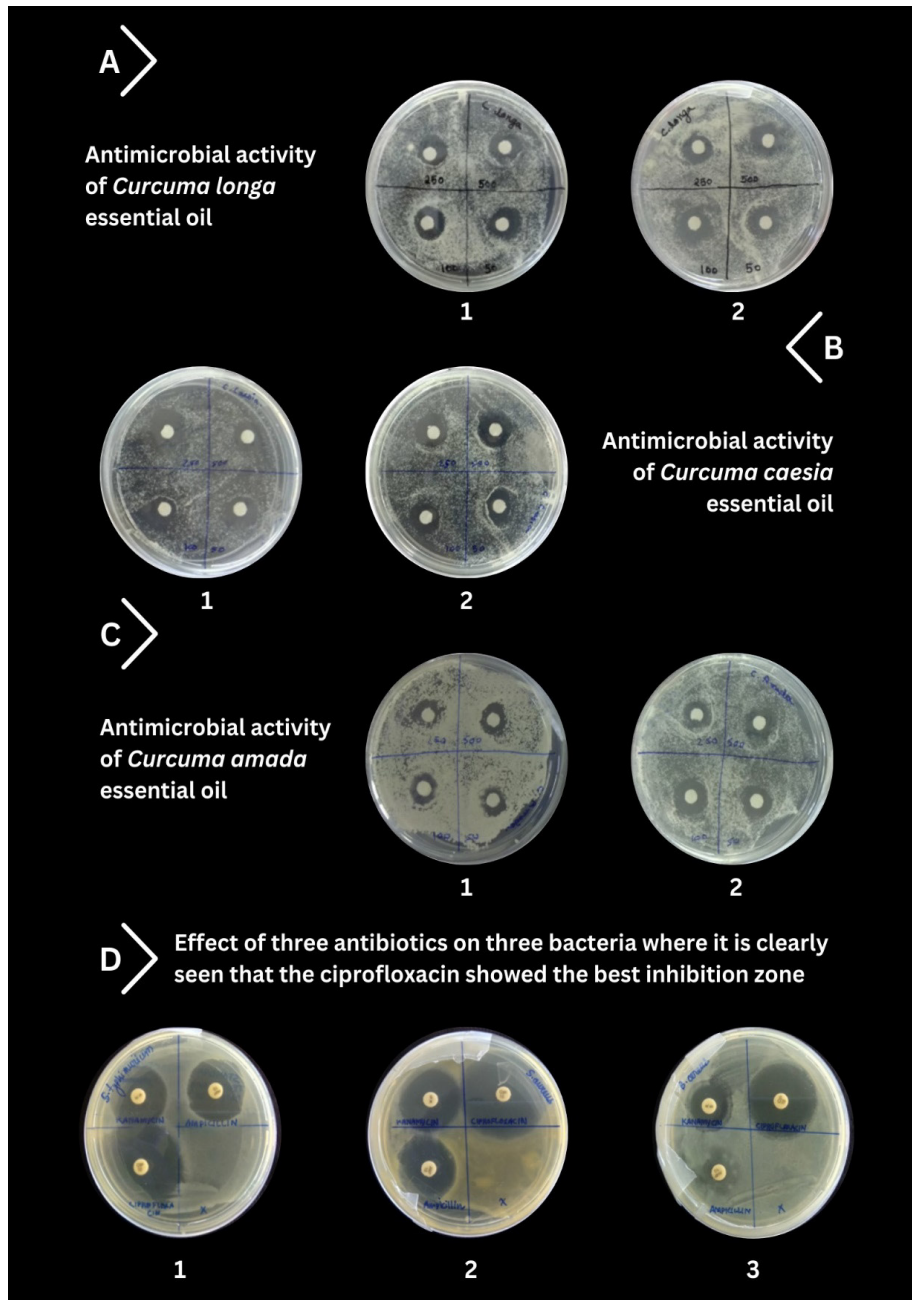 A
Antimicrobial activity
of Curcuma longa
essential oil
C. longa
250 500
100 50
1
C. longa
250 500
100 50
2
B
Antimicrobial activity
of Curcuma caesia
essential oil
250 500
100 50
1
250 500
100 50
2
C
Antimicrobial activity
of Curcuma amada
essential oil
250 500
100 50
1
250 500
100 50
2
D
Effect of three antibiotics on three bacteria where it is clearly
seen that the ciprofloxacin showed the best inhibition zone
KANAMYCIN AMPICILLIN
X
1
KANAMYCIN CIPROFLOXACIN
Ampicillin X
2
KANAMYCIN
AMPICILLIN X
3